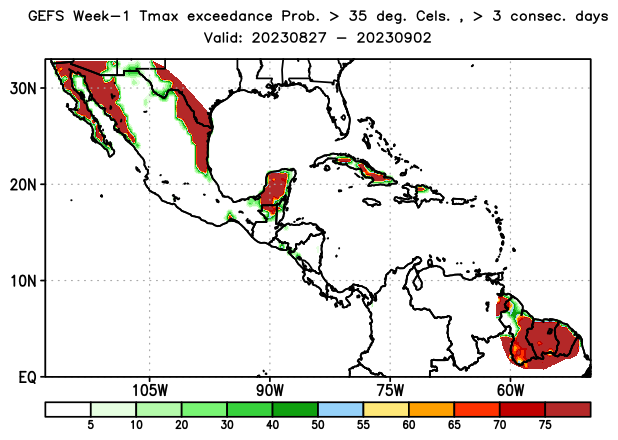 GEFS Week-1 Tmax exceedance Prob. > 35 deg. Cels. , > 3 consec. days
Valid: 20230827 - 20230902
30N
20N
10N
EQ
105W 90W 75W 60W
5 10 20 30 40 50 55 60 65 70 75